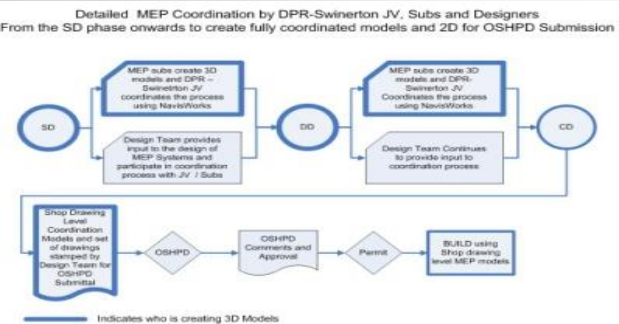 Detailed MEP Coordination by DPR-Swinerton JV, Subs and Designers
From the SD phase onwards to create fully coordinated models and 2D for OSHPD Submission
MEP subs create 3D
models and DPR –
Swinetrton JV
coordinates the process
using NavisWorks
MEP subs create 3D
models and DPR-
Swinerton JV
Coordinates the process
using NavisWorks
SD
DD
CD
Design Team provides
input to the design of
MEP Systems and
participate in coordination
process with JV / Subs
Design Team Continues
to provide input to
coordination process
Shop Drawing
Level
Coordination
Models and set
of drawings
stamped by
Design Team for
OSHPD
Submittal
OSHPD
OSHPD
Comments and
Approval
Permit
BUILD using
Shop drawing
level MEP models
Indicates who is creating 3D Models